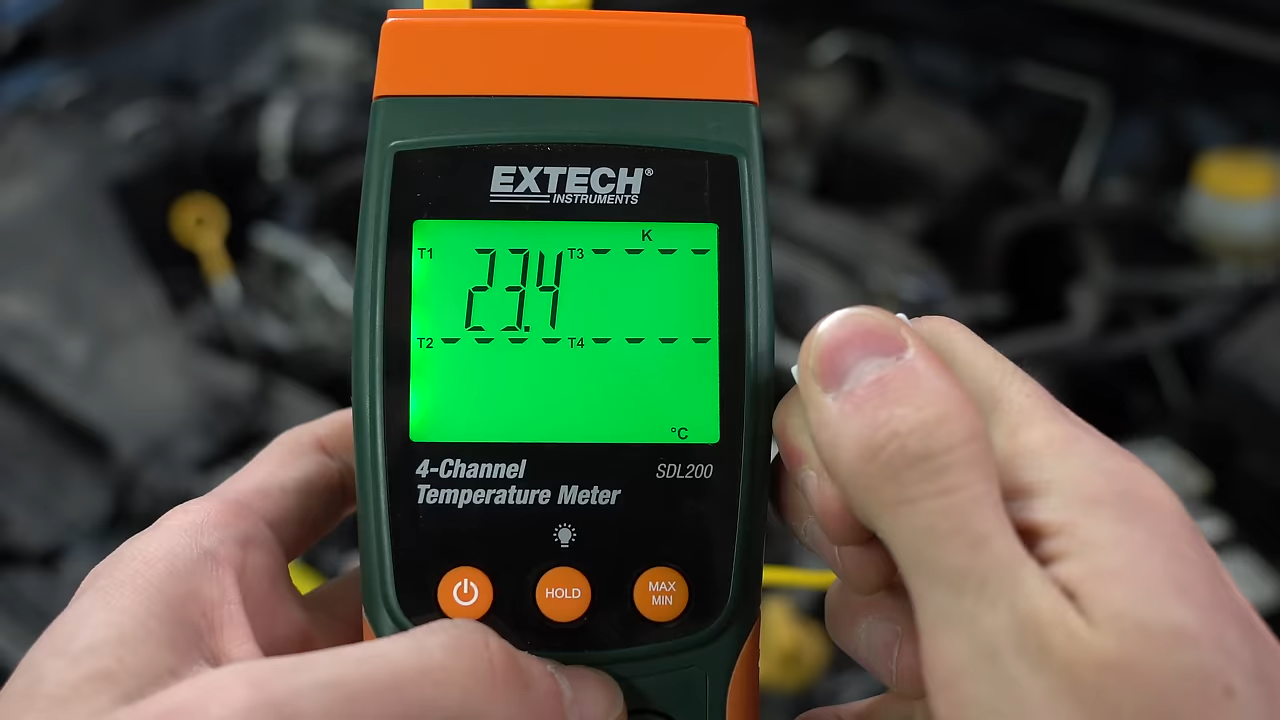 EXTECH®
INSTRUMENTS
K
T1 23.4 T3 - - - -
T2 - - - - T4 - - - -
°C
4-Channel
Temperature Meter
SDL200
HOLD
MAX
MIN